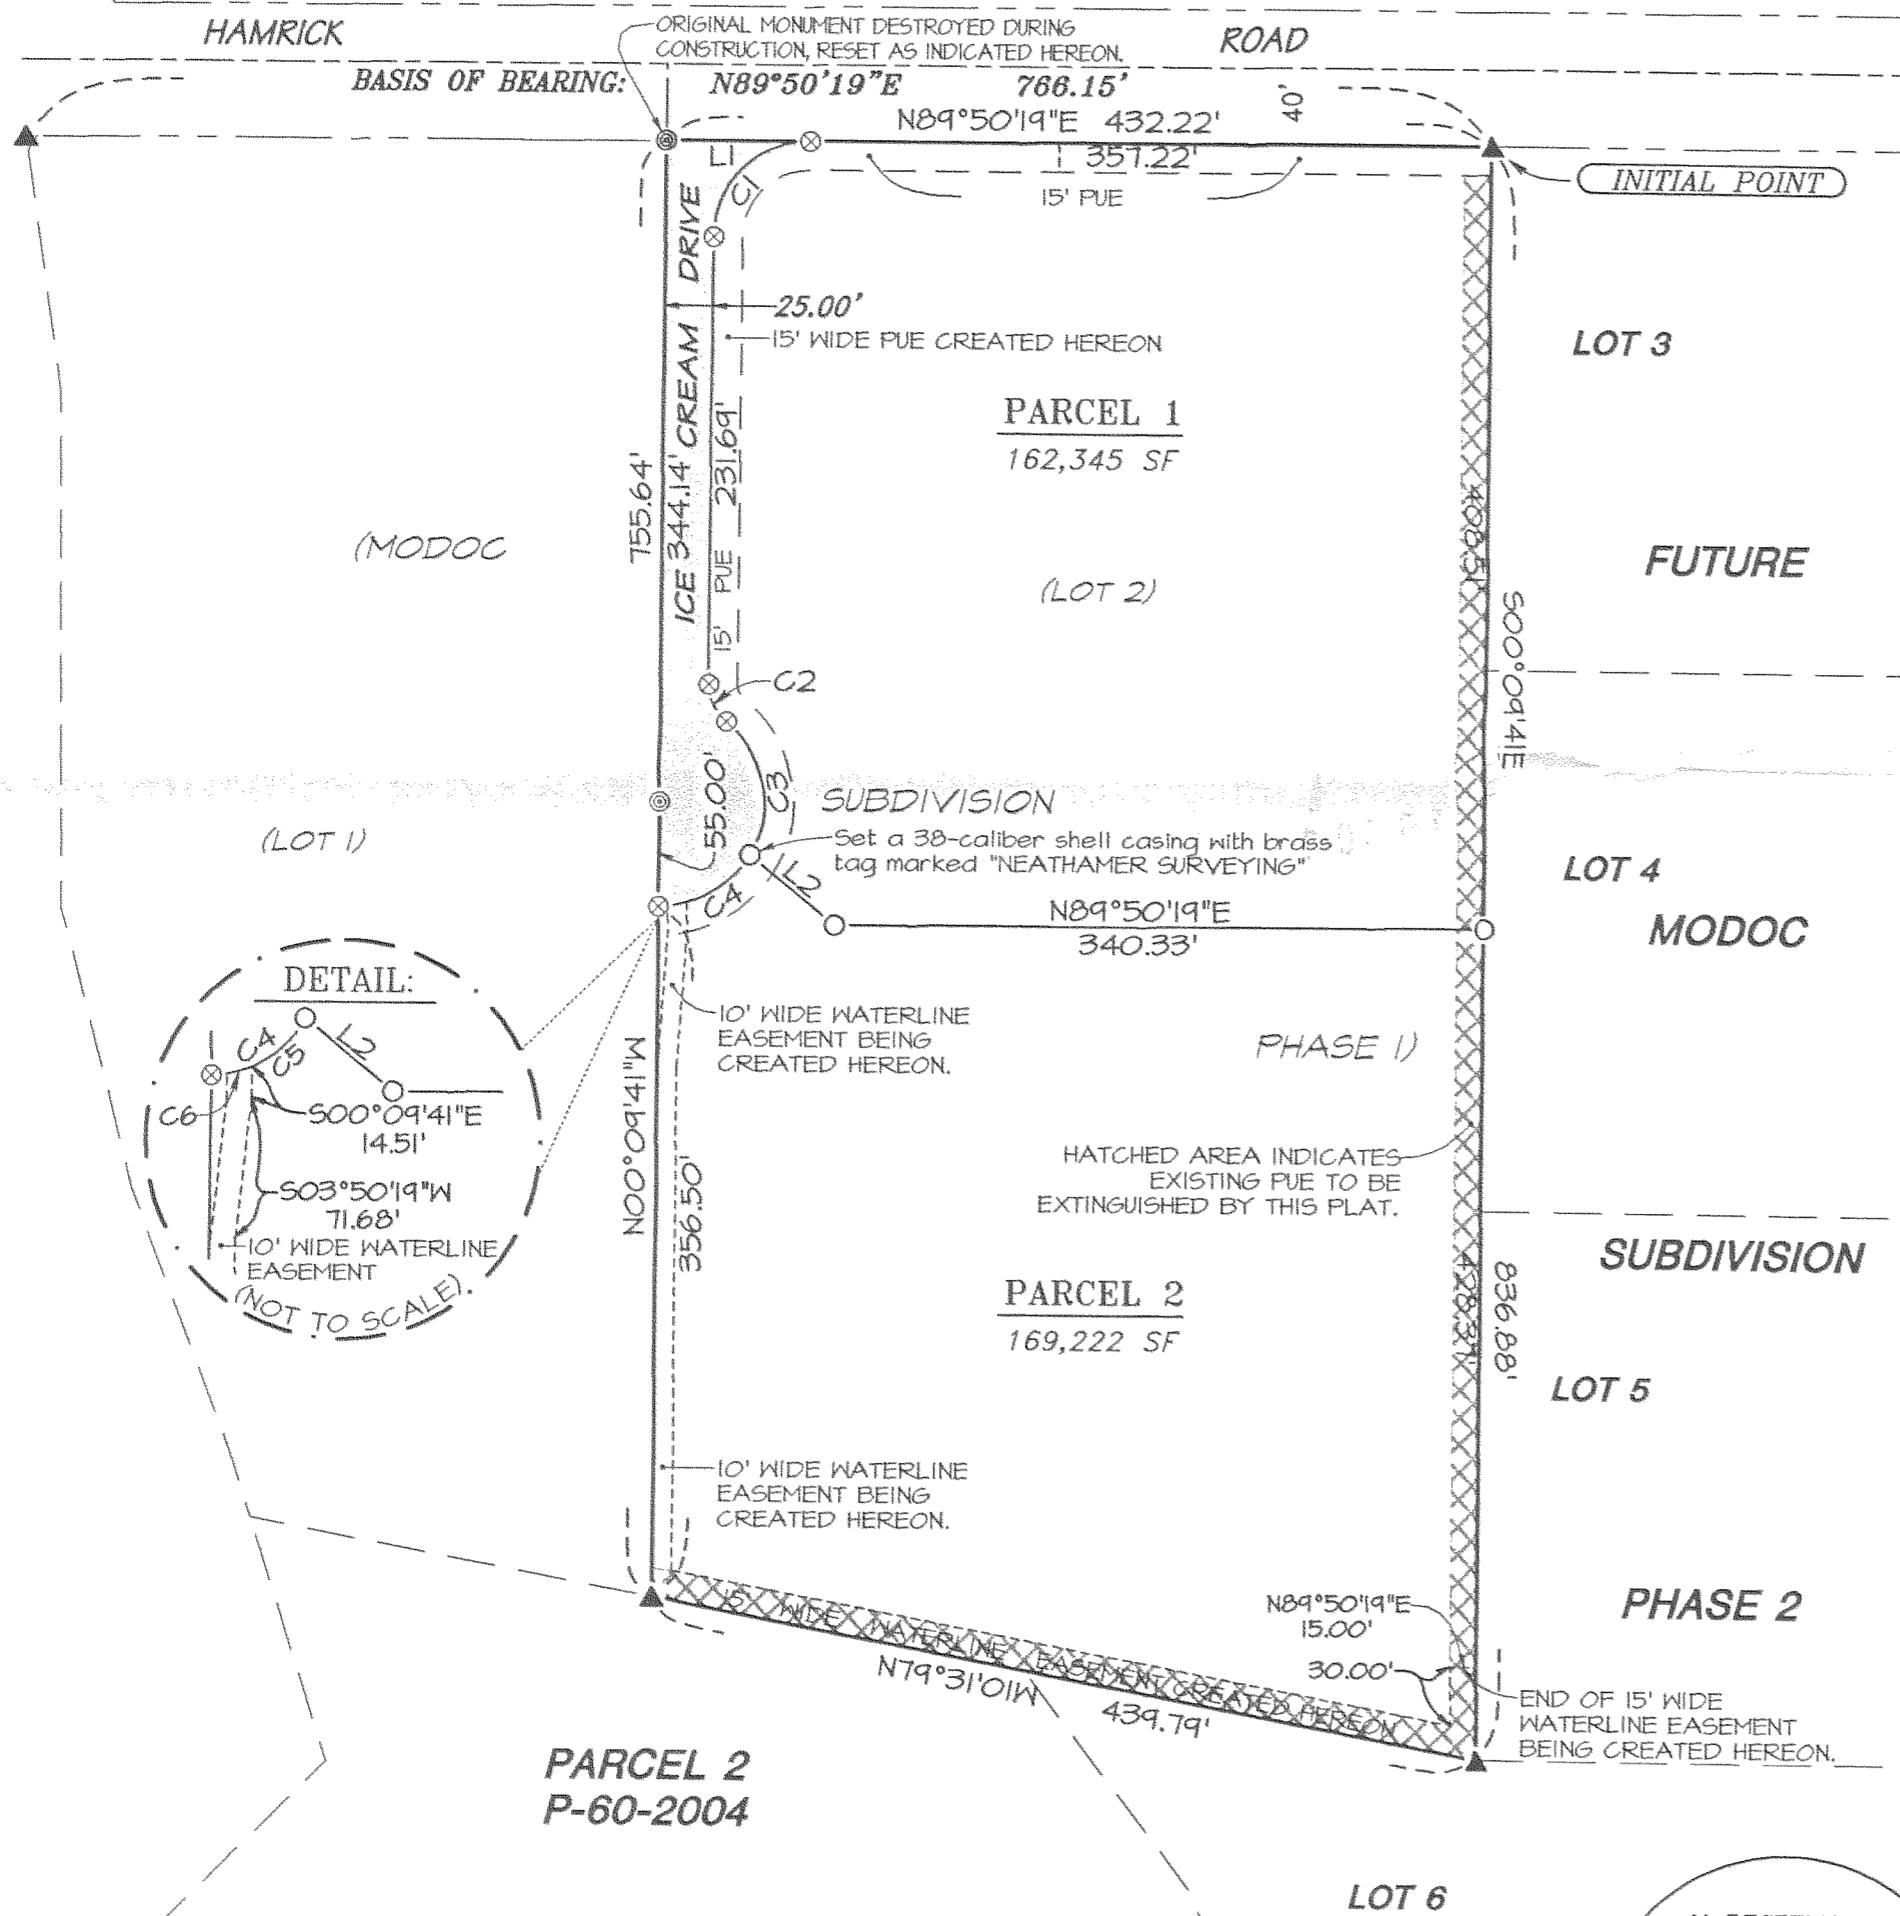 HAMRICK
ROAD
ORIGINAL MONUMENT DESTROYED DURING
CONSTRUCTION, RESET AS INDICATED HEREON.
BASIS OF BEARING: N89°50'19"E 766.15'
N89°50'19"E 432.22'
40'
L1
357.22'
C1
15' PUE
INITIAL POINT
ICE CREAM DRIVE
25.00'
15' WIDE PUE CREATED HEREON
LOT 3
PARCEL 1
162,345 SF
755.64'
344.14'
231.69'
15' PUE
408.51'
(MODOC
(LOT 2)
FUTURE
S00°09'41"E
C2
C3
55.00'
SUBDIVISION
(LOT 1)
Set a 38-caliber shell casing with brass
tag marked "NEATHAMER SURVEYING"
LOT 4
L2
C4
N89°50'19"E
340.33'
MODOC
DETAIL:
C4
C5
L2
C6
S00°09'41"E
14.51'
S03°50'19"W
71.68'
10' WIDE WATERLINE
EASEMENT
(NOT TO SCALE)
10' WIDE WATERLINE
EASEMENT BEING
CREATED HEREON.
PHASE 1)
N00°09'41"W
356.50'
HATCHED AREA INDICATES
EXISTING PUE TO BE
EXTINGUISHED BY THIS PLAT.
SUBDIVISION
PARCEL 2
169,222 SF
428.37'
836.88'
LOT 5
10' WIDE WATERLINE
EASEMENT BEING
CREATED HEREON.
15' WIDE WATERLINE EASEMENT CREATED HEREON
N89°50'19"E
15.00'
30.00'
PHASE 2
N79°31'01W
439.79'
END OF 15' WIDE
WATERLINE EASEMENT
BEING CREATED HEREON.
PARCEL 2
P-60-2004
LOT 6